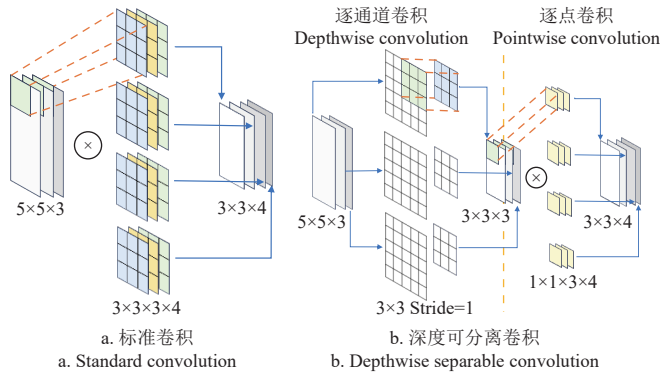 逐通道卷积
Depthwise convolution
逐点卷积
Pointwise convolution
×
5×5×3
3×3×4
3×3×3×4
5×5×3
3×3×3
×
3×3×4
1×1×3×4
3×3 Stride=1
a. 标准卷积
a. Standard convolution
b. 深度可分离卷积
b. Depthwise separable convolution